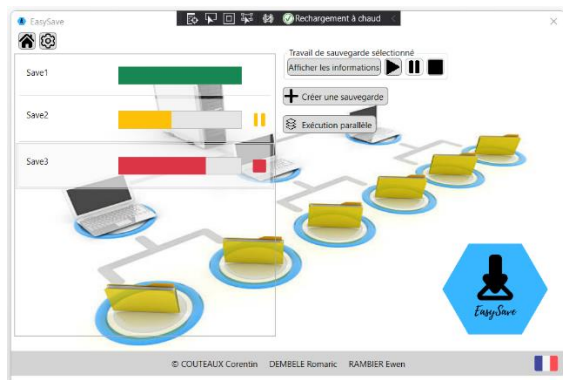 EasySave
Rechargement à chaud
Save1
Save2
Save3
Travail de sauvegarde sélectionné
Afficher les informations
Créer une sauvegarde
Exécution parallèle
EasySave
© COUTEAUX Corentin DEMBELE Romaric RAMBIER Ewen